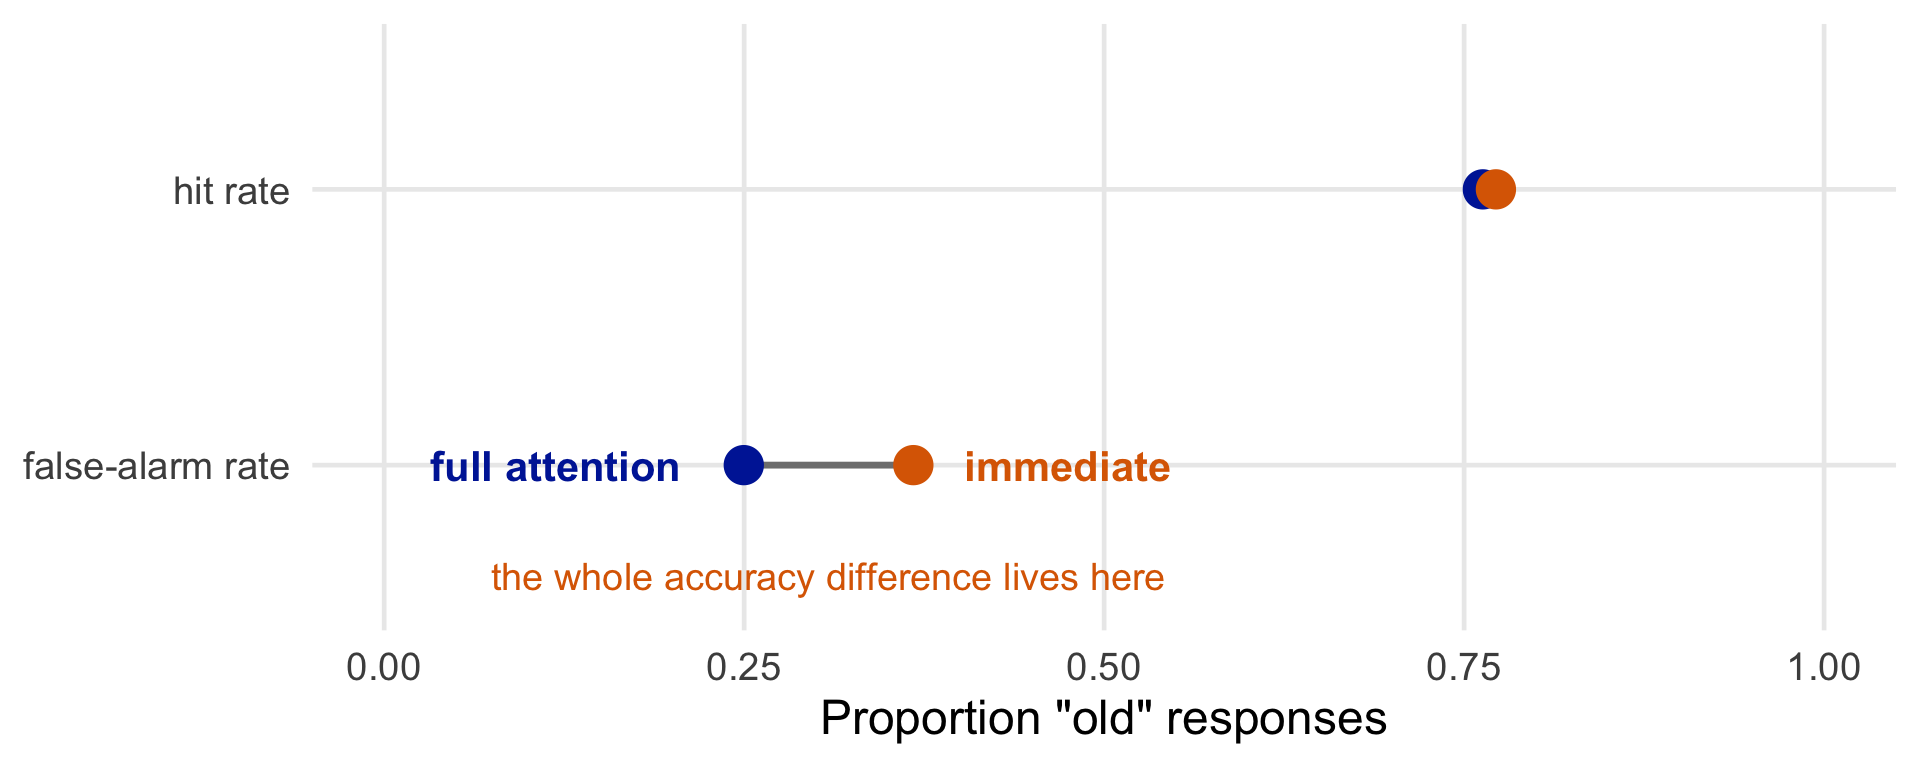 hit rate
false-alarm rate
full attention
immediate
the whole accuracy difference lives here
0.00
0.25
0.50
0.75
1.00
Proportion "old" responses